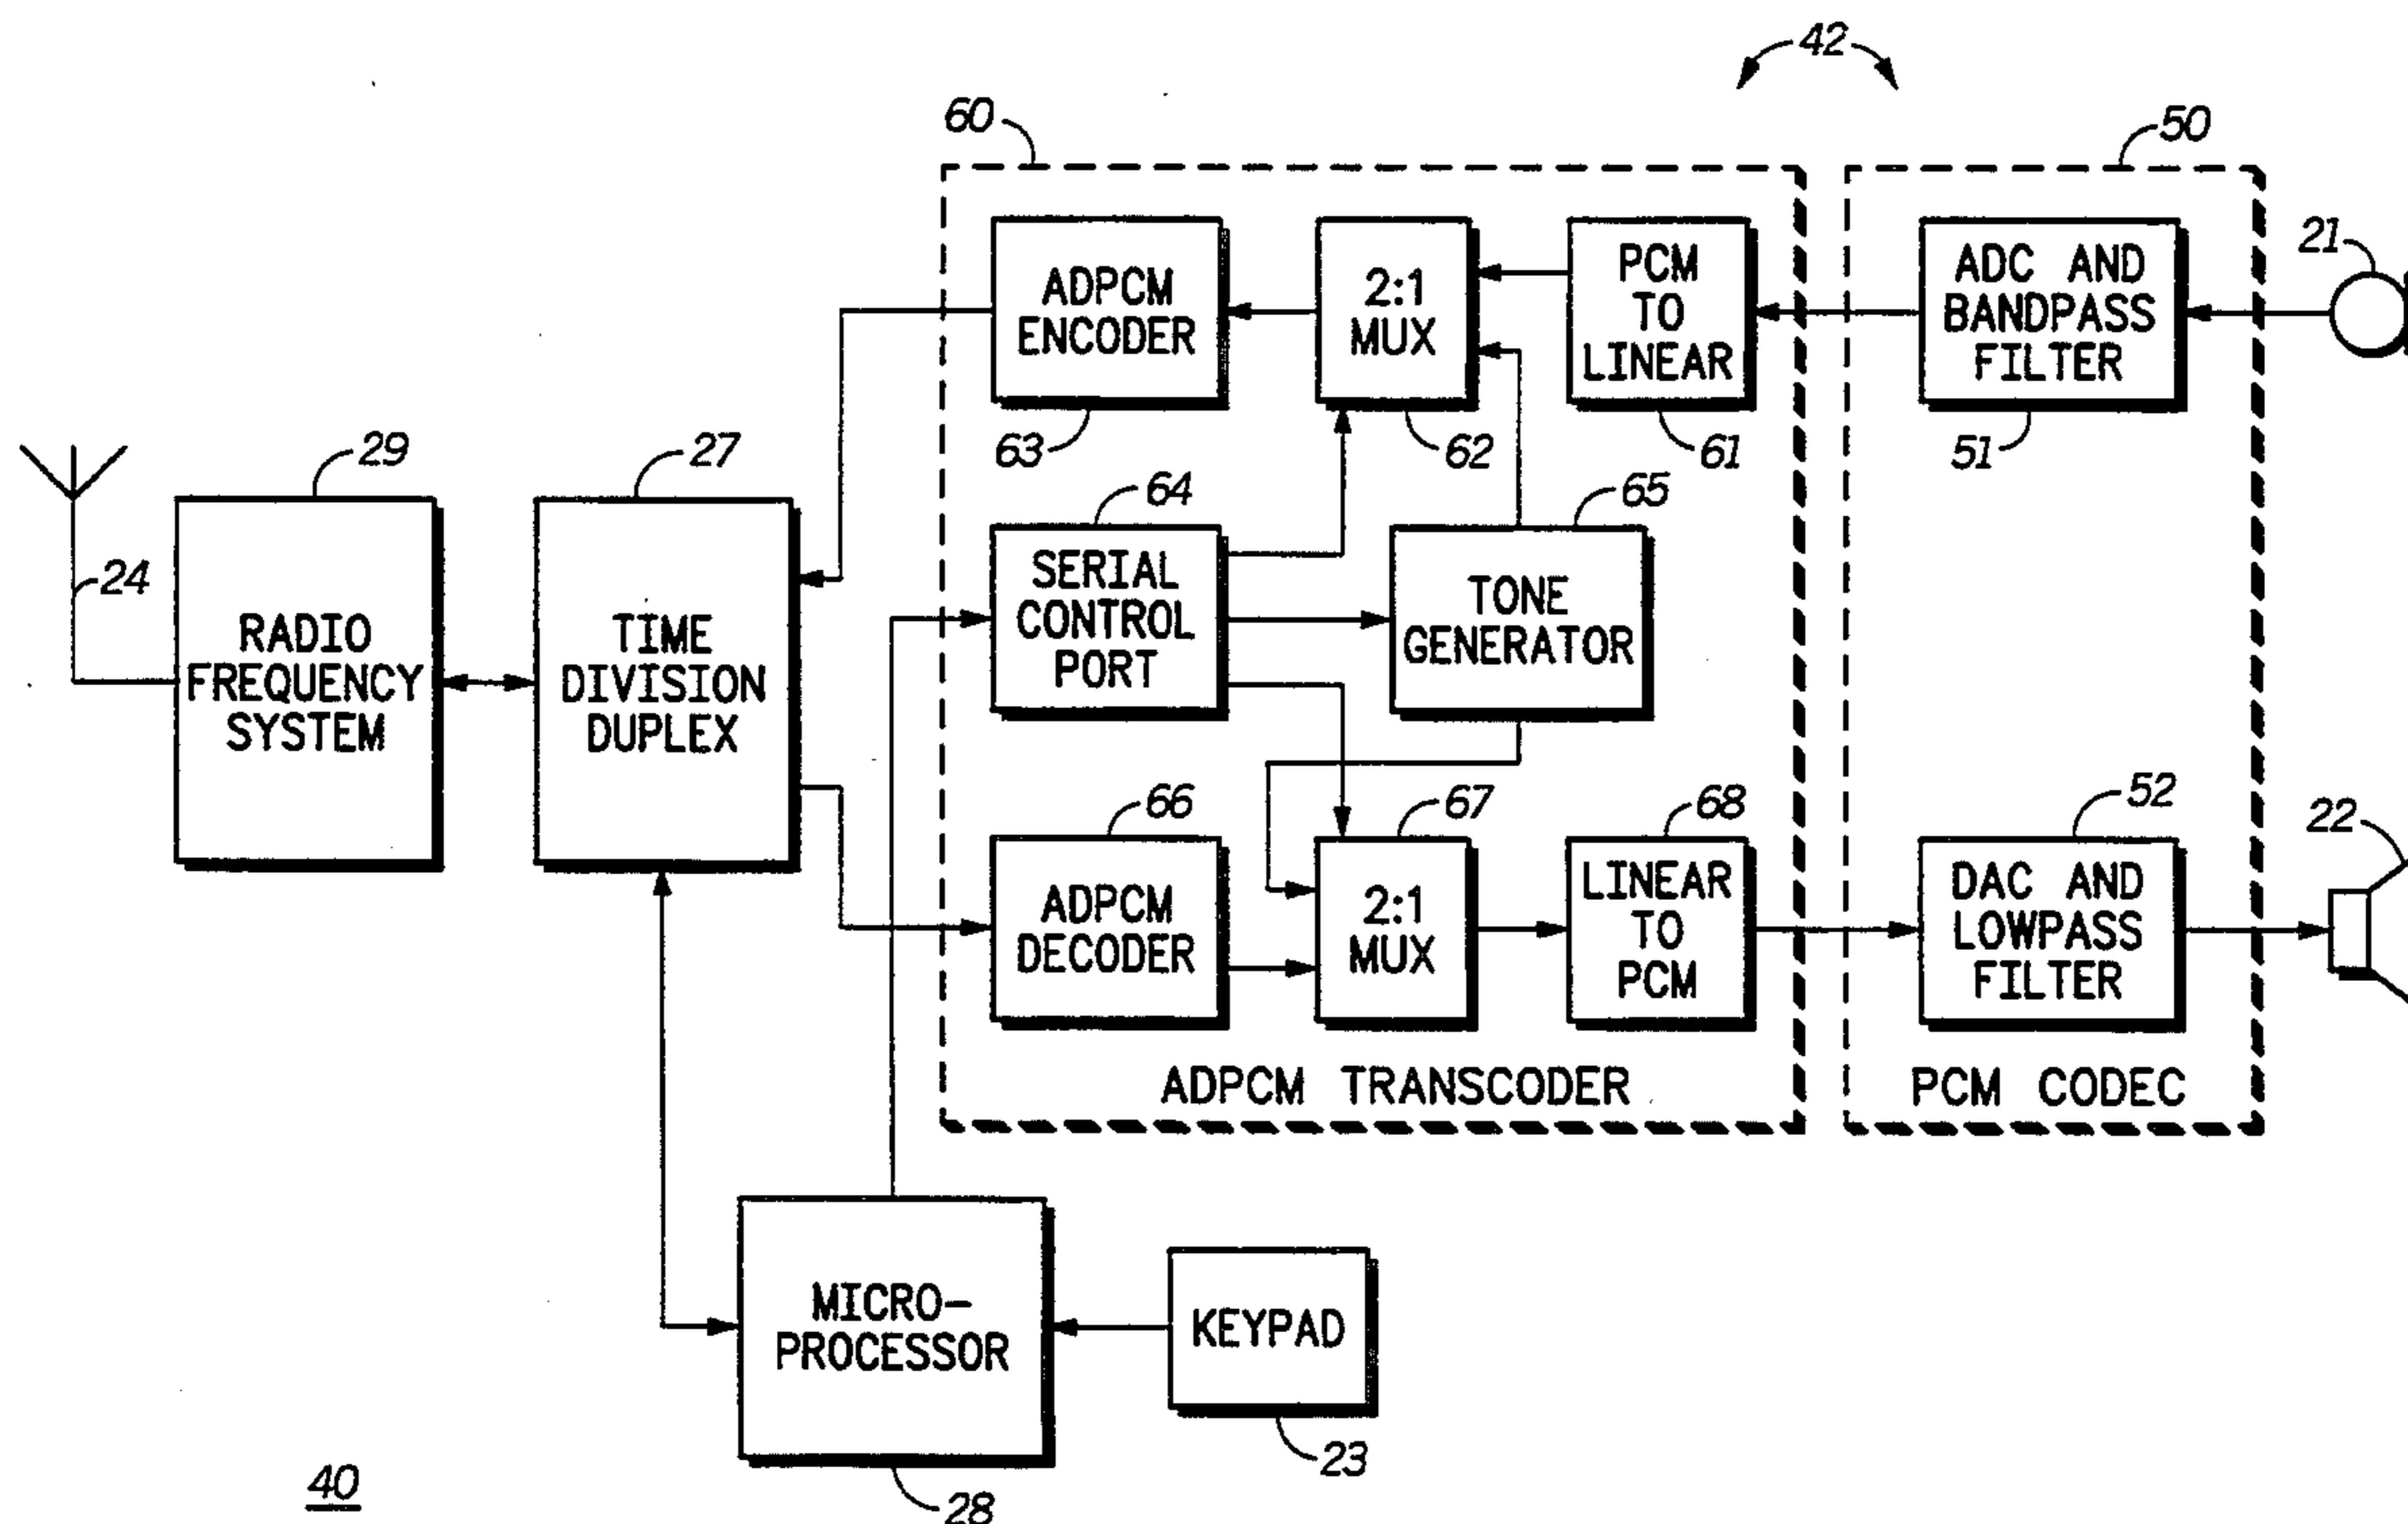 42
60
50
21
ADPCM
ENCODER
2:1
MUX
PCM
TO
LINEAR
ADC AND
BANDPASS
FILTER
63
62
61
51
29
27
64
65
24
RADIO
FREQUENCY
SYSTEM
TIME
DIVISION
DUPLEX
SERIAL
CONTROL
PORT
TONE
GENERATOR
66
67
68
52
22
ADPCM
DECODER
2:1
MUX
LINEAR
TO
PCM
DAC AND
LOWPASS
FILTER
ADPCM TRANSCODER
PCM CODEC
MICRO-
PROCESSOR
KEYPAD
23
28
40